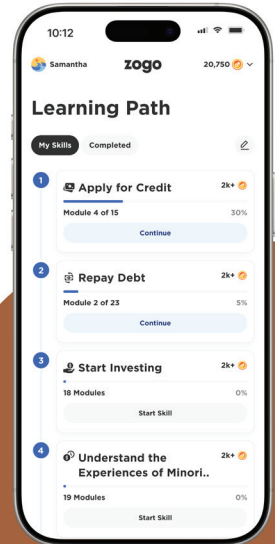 10:12
Samantha
zogo
20,750
Learning Path
My Skills
Completed
1
Apply for Credit
2k+
Module 4 of 15
30%
Continue
2
Repay Debt
2k+
Module 2 of 23
5%
Continue
3
Start Investing
2k+
18 Modules
0%
Start Skill
4
Understand the
Experiences of Minori..
2k+
19 Modules
0%
Start Skill